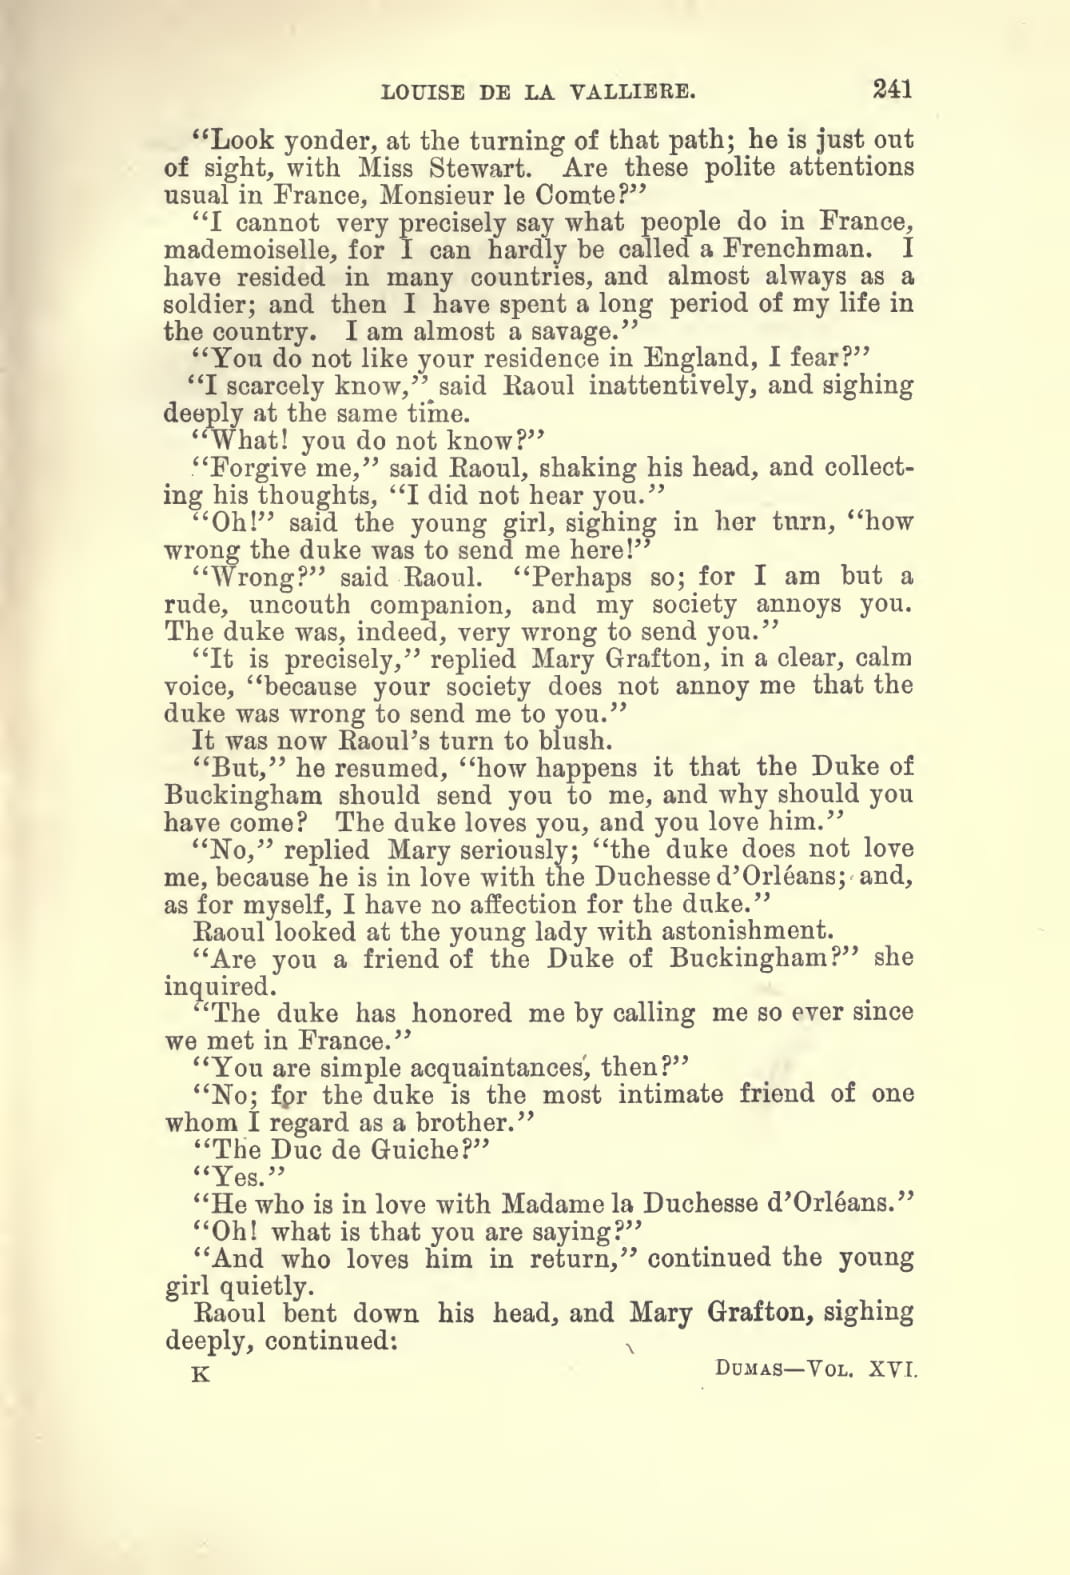 LOUISE DE LA VALLIERE. 241
“Look yonder, at the turning of that path; he is just out
of sight, with Miss Stewart. Are these polite attentions
usual in France, Monsieur le Comte?”
“I cannot very precisely say what people do in France,
mademoiselle, for I can hardly be called a Frenchman. I
have resided in many countries, and almost always as a
soldier; and then I have spent a long period of my life in
the country. I am almost a savage.”
“You do not like your residence in England, I fear?”
“I scarcely know,” said Raoul inattentively, and sighing
deeply at the same time.
“What! you do not know?”
“Forgive me,” said Raoul, shaking his head, and collect-
ing his thoughts, “I did not hear you.”
“Oh!” said the young girl, sighing in her turn, “how
wrong the duke was to send me here!”
“Wrong?” said Raoul. “Perhaps so; for I am but a
rude, uncouth companion, and my society annoys you.
The duke was, indeed, very wrong to send you.”
“It is precisely,” replied Mary Grafton, in a clear, calm
voice, “because your society does not annoy me that the
duke was wrong to send me to you.”
It was now Raoul’s turn to blush.
“But,” he resumed, “how happens it that the Duke of
Buckingham should send you to me, and why should you
have come? The duke loves you, and you love him.”
“No,” replied Mary seriously; “the duke does not love
me, because he is in love with the Duchesse d’Orléans; and,
as for myself, I have no affection for the duke.”
Raoul looked at the young lady with astonishment.
“Are you a friend of the Duke of Buckingham?” she
inquired.
“The duke has honored me by calling me so ever since
we met in France.”
“You are simple acquaintances, then?”
“No; for the duke is the most intimate friend of one
whom I regard as a brother.”
“The Duc de Guiche?”
“Yes.”
“He who is in love with Madame la Duchesse d’Orléans.”
“Oh! what is that you are saying?”
“And who loves him in return,” continued the young
girl quietly.
Raoul bent down his head, and Mary Grafton, sighing
deeply, continued:
K DUMAS—VOL. XVI.